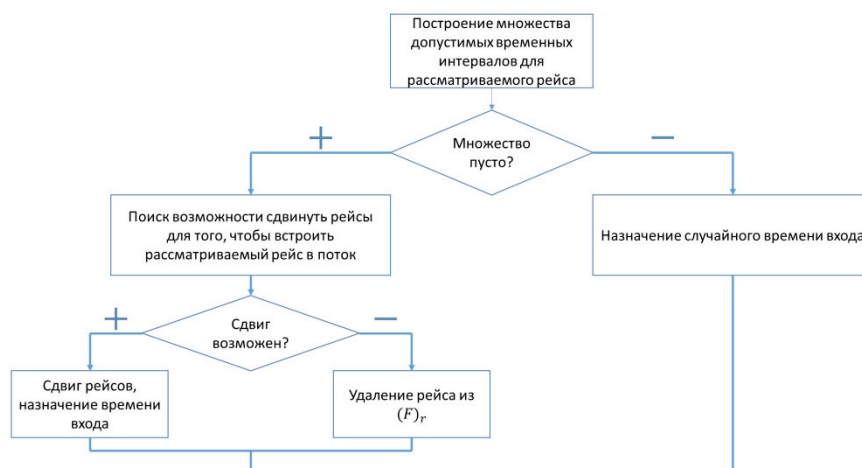 Построение множества
допустимых временных
интервалов для
рассматриваемого рейса
+
−
Множество
пусто?
Поиск возможности сдвинуть рейсы
для того, чтобы встроить
рассматриваемый рейс в поток
Назначение случайного времени входа
+
−
Сдвиг
возможен?
Сдвиг рейсов,
назначение времени
входа
Удаление рейса из
(F)ᵣ